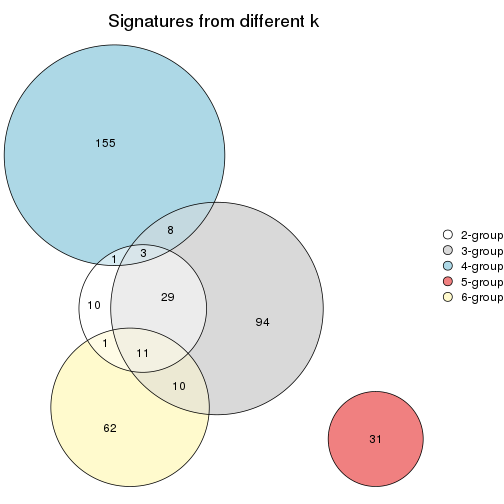 Signatures from different k
155
8
1
3
2-group
3-group
4-group
5-group
6-group
10
29
94
1
11
10
62
31